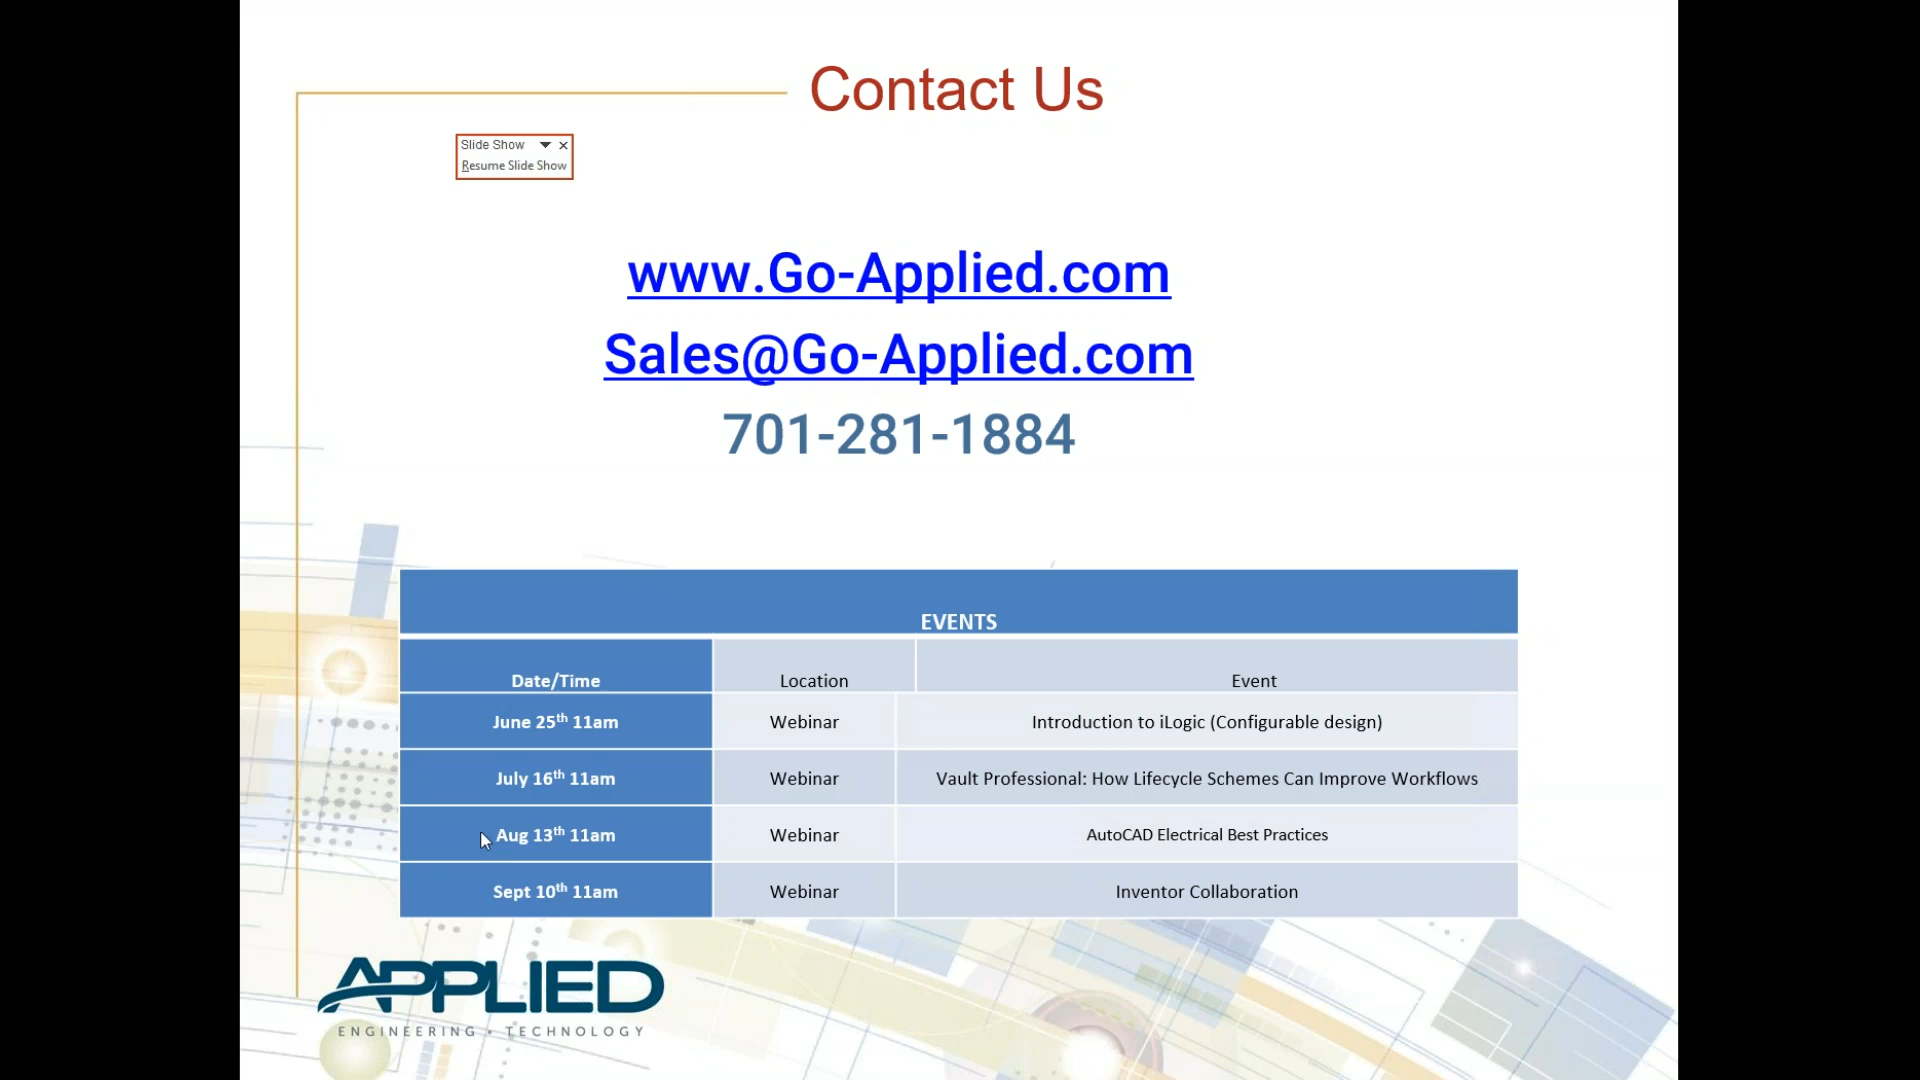 Contact Us
Slide Show
Resume Slide Show
www.Go-Applied.com
Sales@Go-Applied.com
701-281-1884
EVENTS
Date/Time Location Event
June 25th 11am Webinar Introduction to iLogic (Configurable design)
July 16th 11am Webinar Vault Professional: How Lifecycle Schemes Can Improve Workflows
Aug 13th 11am Webinar AutoCAD Electrical Best Practices
Sept 10th 11am Webinar Inventor Collaboration
APPLIED
ENGINEERING • TECHNOLOGY